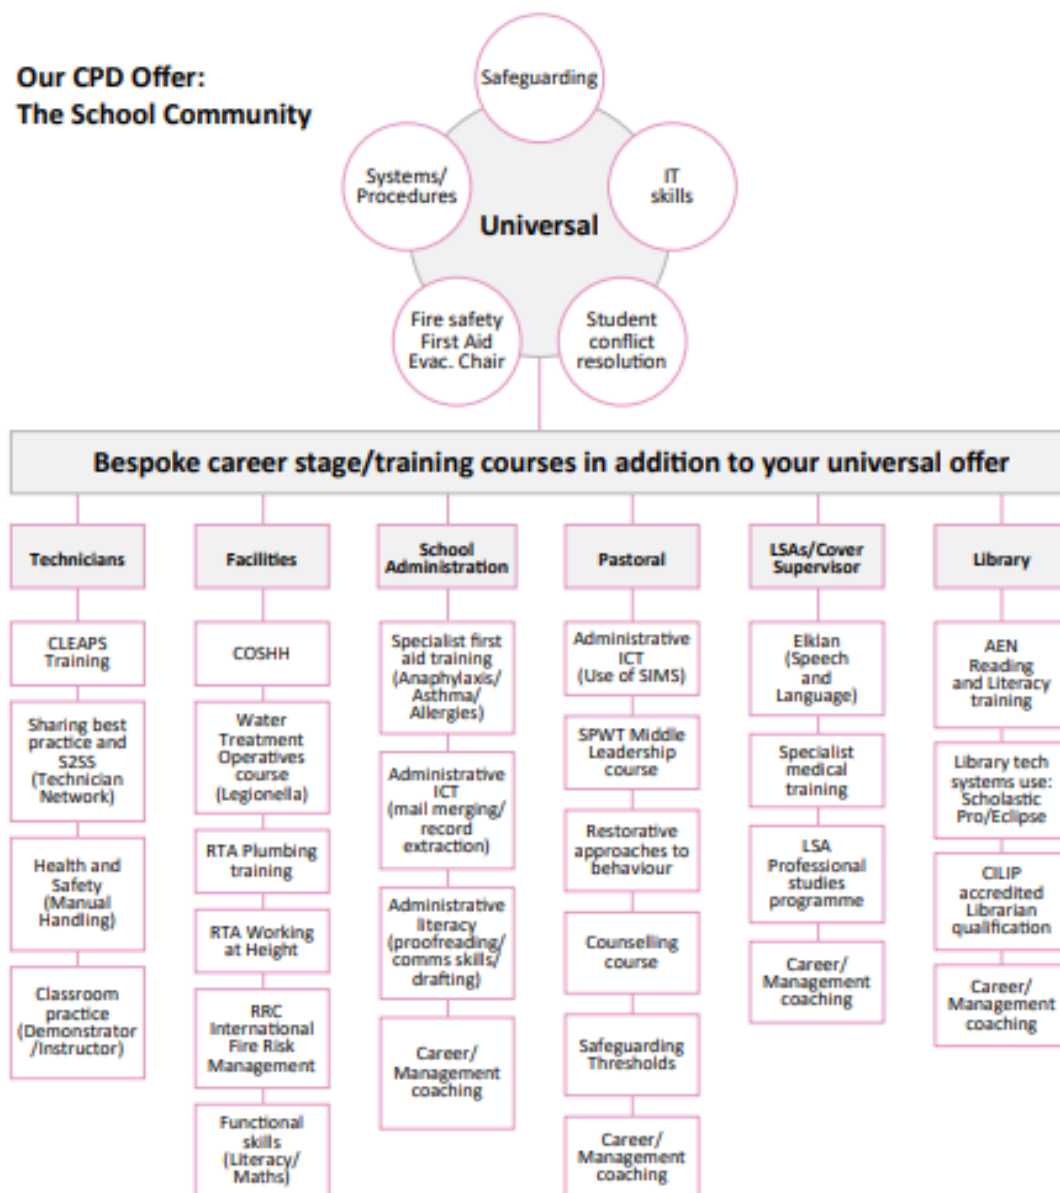 Our CPD Offer:
The School Community
Safeguarding
Systems/
Procedures
IT
skills
Universal
Fire safety
First Aid
Evac. Chair
Student
conflict
resolution
Bespoke career stage/training courses in addition to your universal offer
Technicians
CLEAPS
Training
Sharing best
practice and
S2SS
(Technician
Network)
Health and
Safety
(Manual
Handling)
Classroom
practice
(Demonstrator
/Instructor)
Facilities
COSHH
Water
Treatment
Operatives
course
(Legionella)
RTA Plumbing
training
RTA Working
at Height
RRC
International
Fire Risk
Management
Functional
skills
(Literacy/
Maths)
School
Administration
Specialist first
aid training
(Anaphylaxis/
Asthma/
Allergies)
Administrative
ICT
(mail merging/
record
extraction)
Administrative
literacy
(proofreading/
comms skills/
drafting)
Career/
Management
coaching
Pastoral
Administrative
ICT
(Use of SIMS)
SPWT Middle
Leadership
course
Restorative
approaches to
behaviour
Counselling
course
Safeguarding
Thresholds
Career/
Management
coaching
LSAs/Cover
Supervisor
Elklan
(Speech
and
Language)
Specialist
medical
training
LSA
Professional
studies
programme
Career/
Management
coaching
Library
AEN
Reading
and Literacy
training
Library tech
systems use:
Scholastic
Pro/Eclipse
CILIP
accredited
Librarian
qualification
Career/
Management
coaching